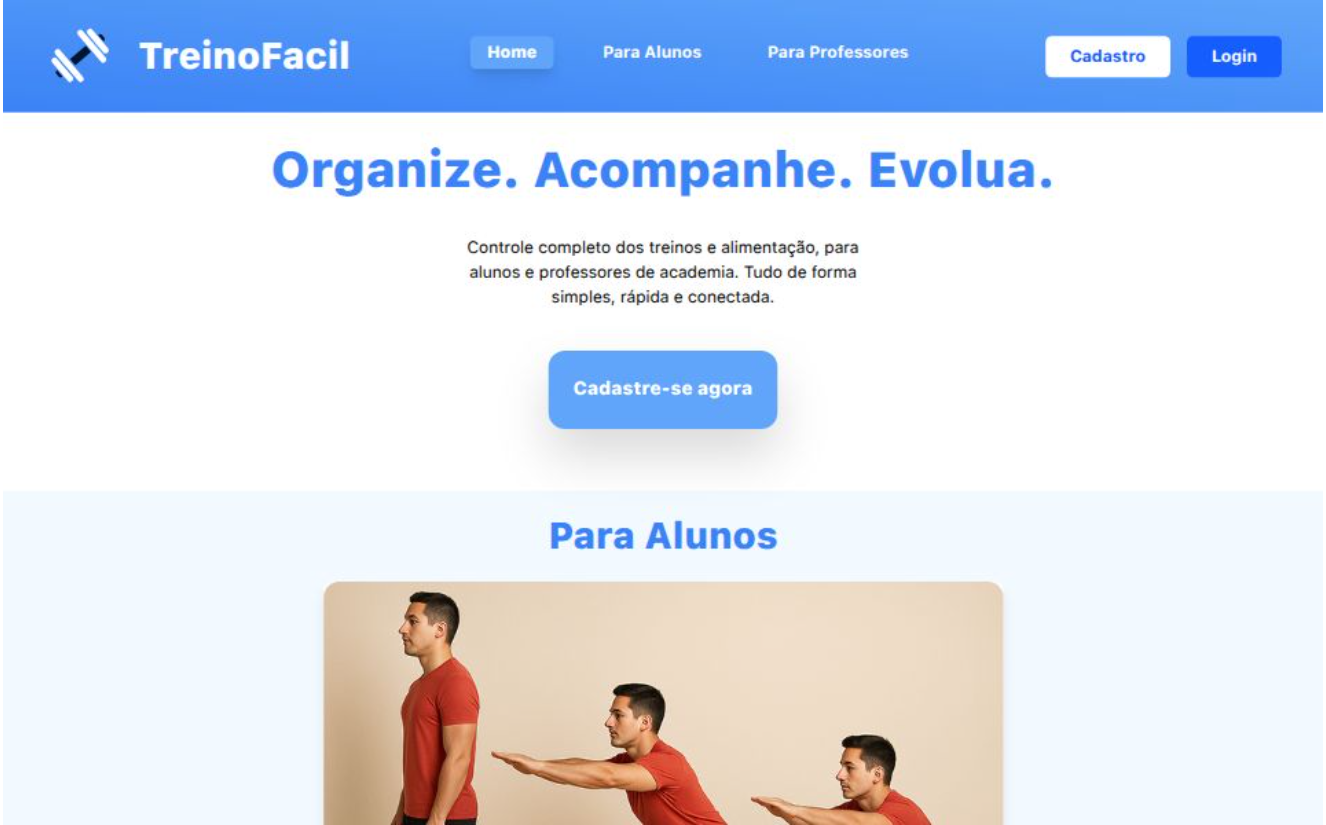 TreinoFacil
Home
Para Alunos
Para Professores
Cadastro
Login
Organize. Acompanhe. Evolua.
Controle completo dos treinos e alimentação, para
alunos e professores de academia. Tudo de forma
simples, rápida e conectada.
Cadastre-se agora
Para Alunos